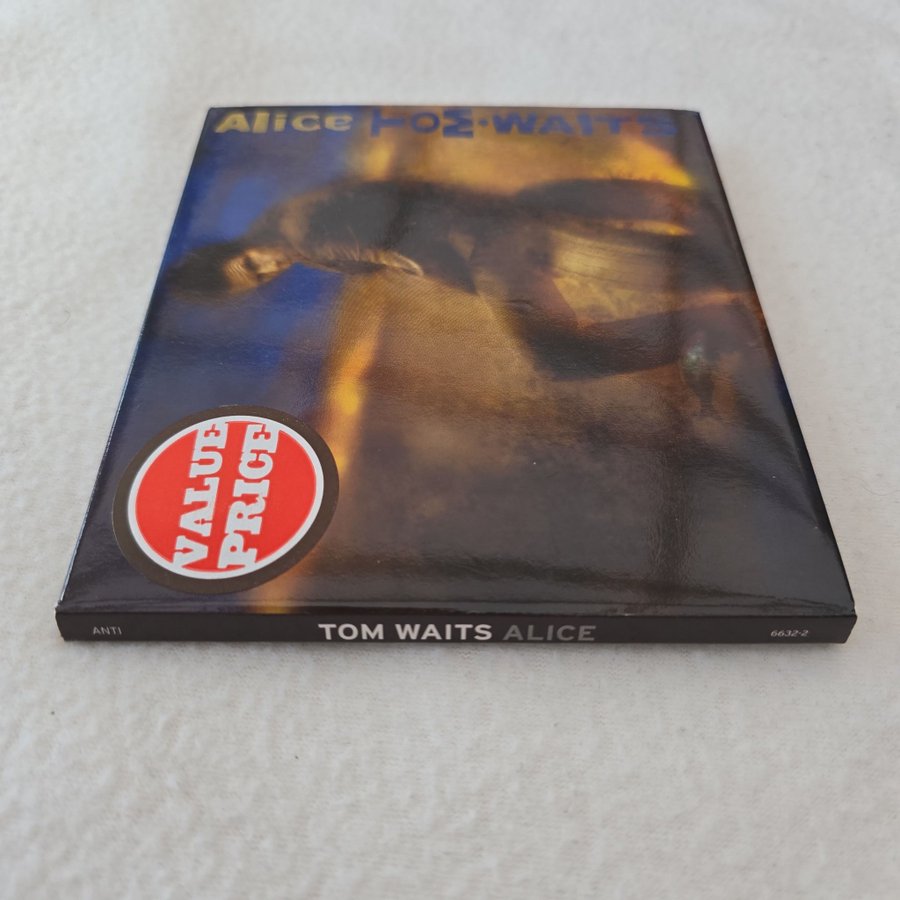 Alice TOM·WAITS
VALUE
PRICE
ANTI TOM WAITS ALICE 6632-2